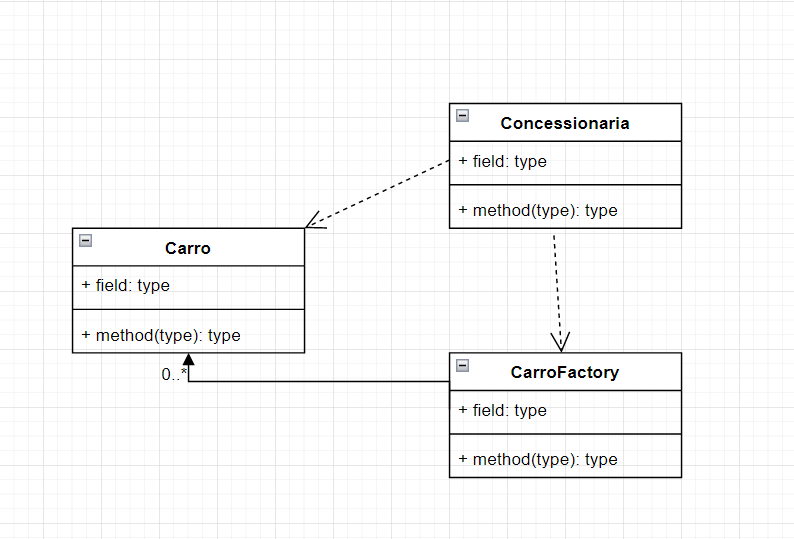 Concessionaria
+ field: type
+ method(type): type
Carro
+ field: type
+ method(type): type
0..*
CarroFactory
+ field: type
+ method(type): type